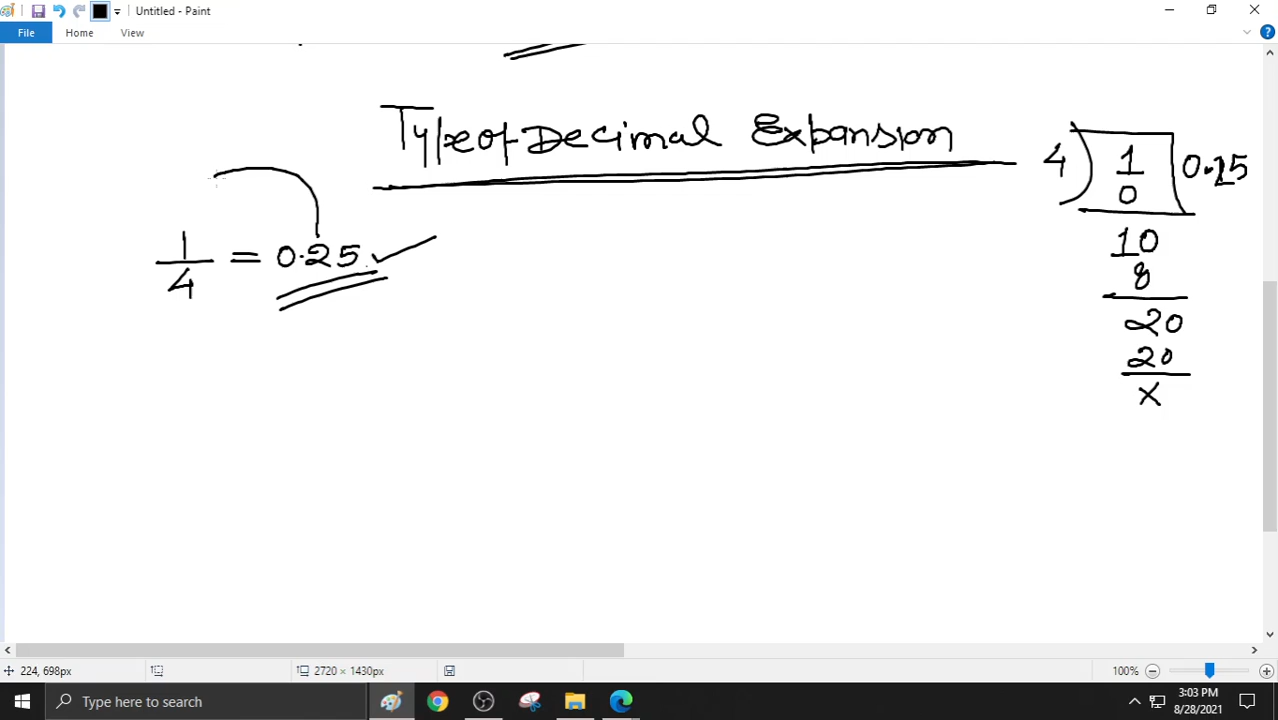 Untitled - Paint
File Home View
Type of Decimal Expansion
4) 1 (0.25
0
10
8
20
20
x
1/4 = 0.25
224, 698px
2720 × 1430px
100%
Type here to search
3:03 PM
8/28/2021